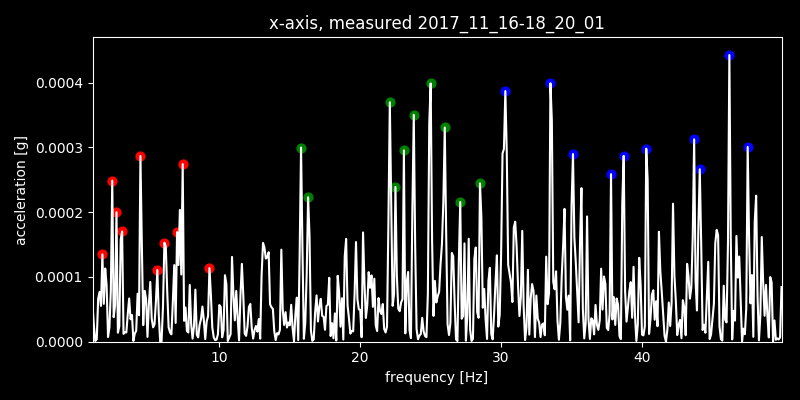 x-axis, measured 2017_11_16-18_20_01
acceleration [g]
0.0004
0.0003
0.0002
0.0001
0.0000
10 20 30 40
frequency [Hz]